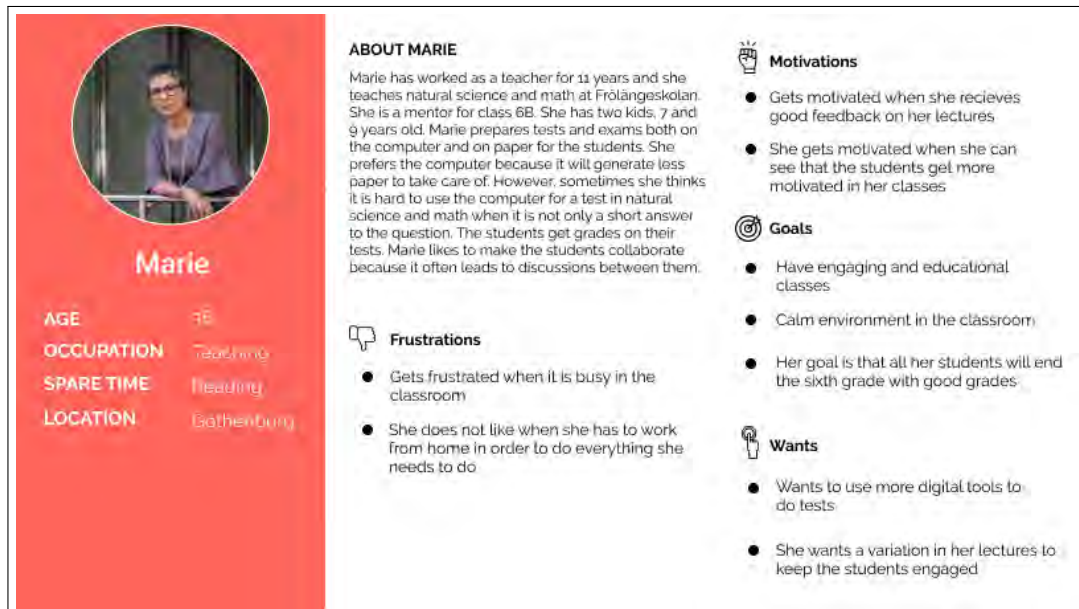 Marie
AGE 36
OCCUPATION Teaching
SPARE TIME Reading
LOCATION Gothenburg
ABOUT MARIE
Marie has worked as a teacher for 11 years and she
teaches natural science and math at Frölängeskolan.
She is a mentor for class 6B. She has two kids, 7 and
9 years old. Marie prepares tests and exams both on
the computer and on paper for the students. She
prefers the computer because it will generate less
paper to take care of. However, sometimes she thinks
it is hard to use the computer for a test in natural
science and math when it is not only a short answer
to the question. The students get grades on their
tests. Marie likes to make the students collaborate
because it often leads to discussions between them.
Frustrations
Gets frustrated when it is busy in the
classroom
She does not like when she has to work
from home in order to do everything she
needs to do
Motivations
Gets motivated when she recieves
good feedback on her lectures
She gets motivated when she can
see that the students get more
motivated in her classes
Goals
Have engaging and educational
classes
Calm environment in the classroom
Her goal is that all her students will end
the sixth grade with good grades
Wants
Wants to use more digital tools to
do tests
She wants a variation in her lectures to
keep the students engaged